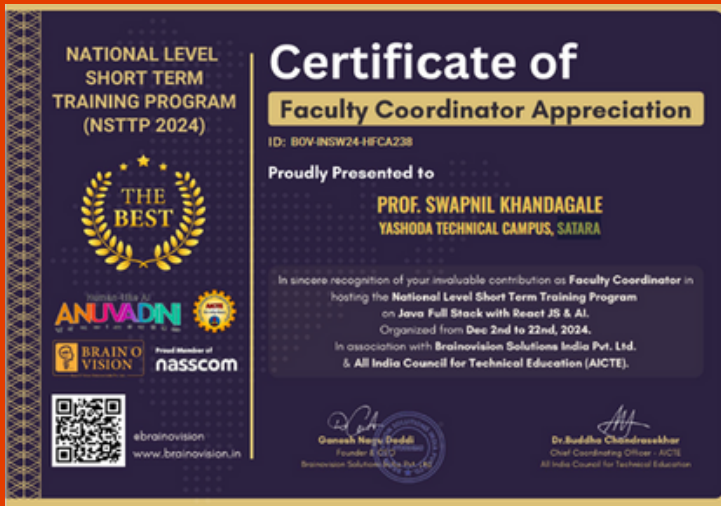 NATIONAL LEVEL
SHORT TERM
TRAINING PROGRAM
(NSTTP 2024)
THE
BEST
ANUVADINI
BRAIN O
VISION
Proud Member of
nasscom
ebrainovision
www.brainovision.in
Certificate of
Faculty Coordinator Appreciation
ID: BOV-INSW24-HFCA238
Proudly Presented to
PROF. SWAPNIL KHANDAGALE
YASHODA TECHNICAL CAMPUS, SATARA
In sincere recognition of your invaluable contribution as Faculty Coordinator in
hosting the National Level Short Term Training Program
on Java Full Stack with React JS & AI.
Organized from Dec 2nd to 22nd, 2024.
In association with Brainovision Solutions India Pvt. Ltd.
& All India Council for Technical Education (AICTE).
Ganesh Nagu Doddi
Founder & CEO
Brainovision Solutions India Pvt. Ltd
Dr.Buddha Chandrasekhar
Chief Coordinating Officer - AICTE
All India Council for Technical Education